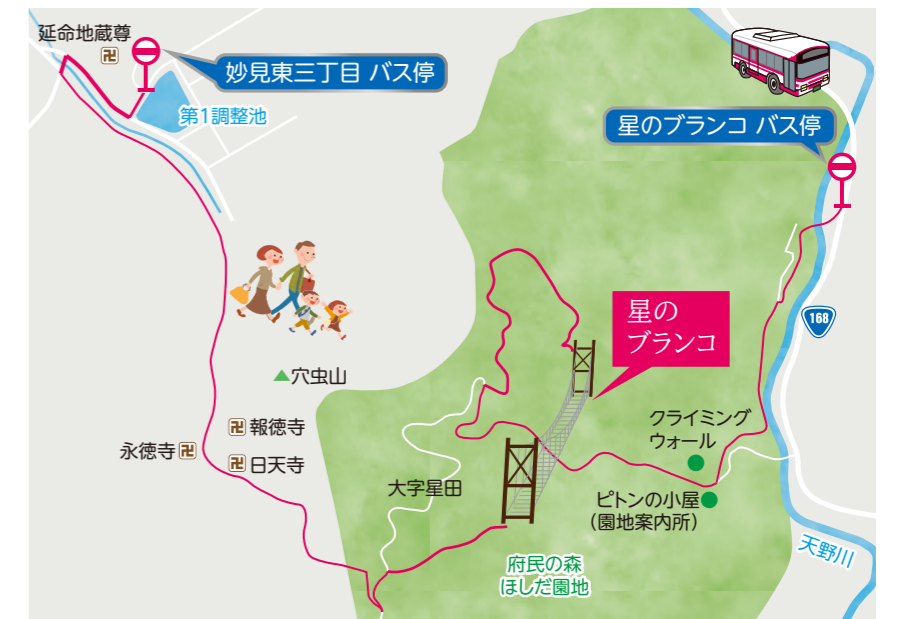 延命地蔵尊
妙見東三丁目 バス停
第1調整池
星のブランコ バス停
168
星の
ブランコ
穴虫山
報徳寺
永徳寺
日天寺
クライミング
ウォール
大字星田
ピトンの小屋
(園地案内所)
天野川
府民の森
ほしだ園地